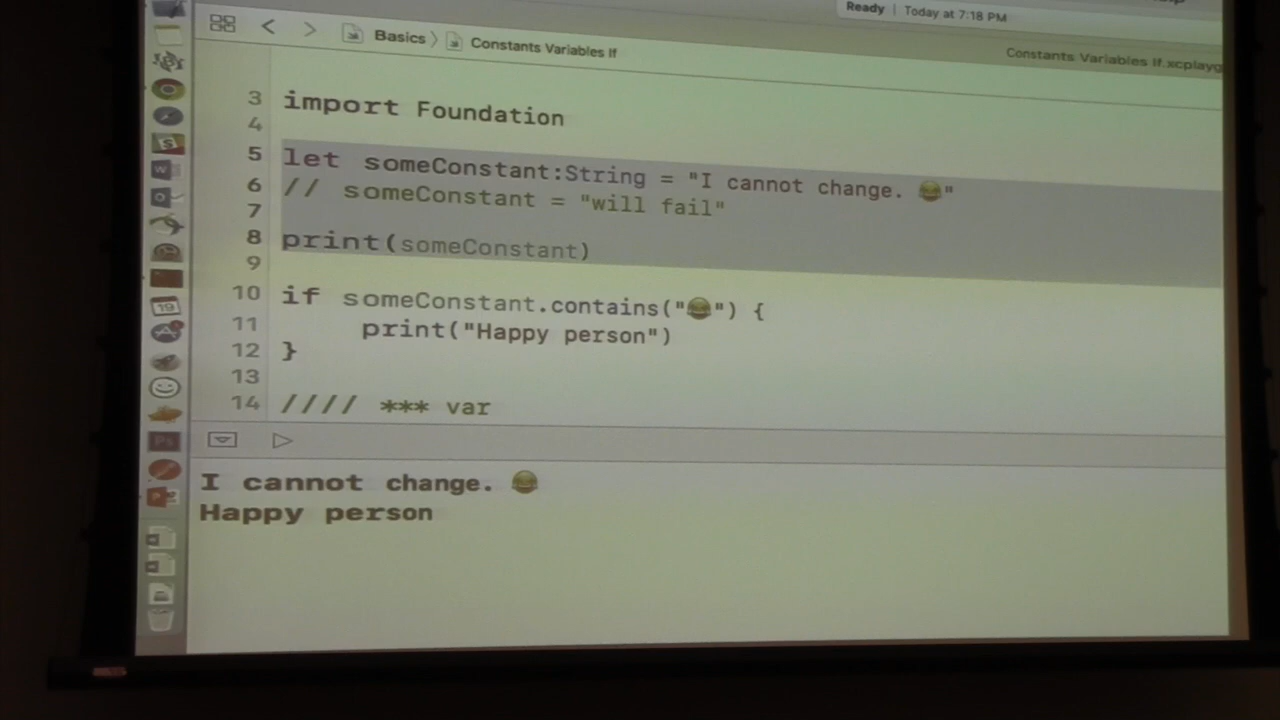 Ready | Today at 7:18 PM
Basics 〉 Constants Variables If
Constants Variables If.xcplayg
3 import Foundation
4
5 let someConstant:String = "I cannot change. 😂"
6 // someConstant = "will fail"
7
8 print(someConstant)
9
10 if someConstant.contains("😂") {
11 print("Happy person")
12 }
13
14 //// *** var
I cannot change. 😂
Happy person
19
Ps